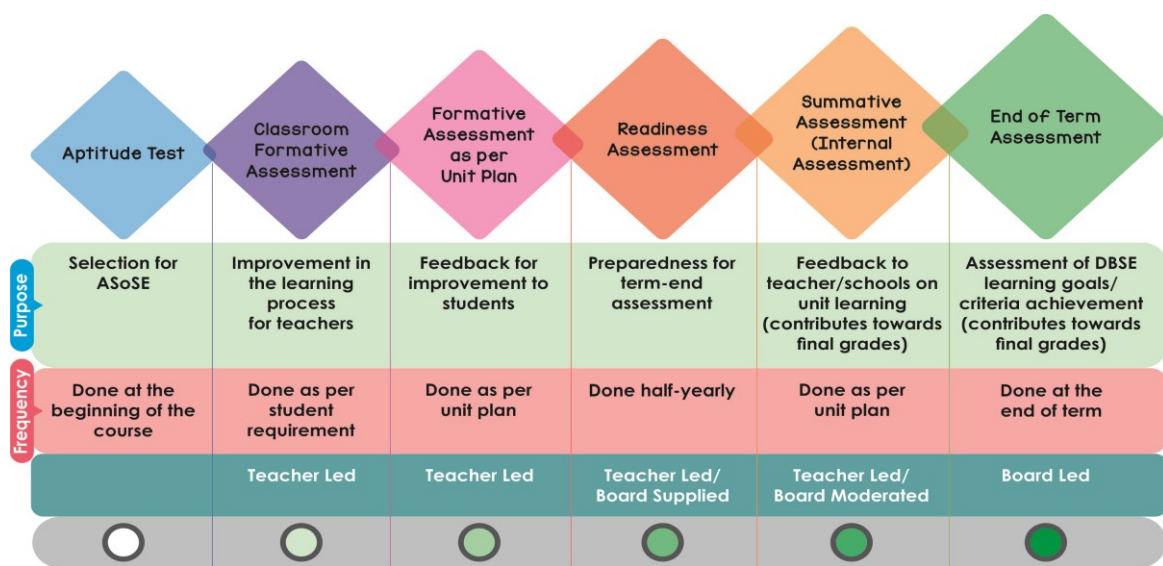 Aptitude Test
Classroom
Formative
Assessment
Formative
Assessment
as per
Unit Plan
Readiness
Assessment
Summative
Assessment
(Internal
Assessment)
End of Term
Assessment
Purpose
Selection for
ASoSE
Improvement in
the learning
process
for teachers
Feedback for
improvement to
students
Preparedness for
term-end
assessment
Feedback to
teacher/schools on
unit learning
(contributes towards
final grades)
Assessment of DBSE
learning goals/
criteria achievement
(contributes towards
final grades)
Frequency
Done at the
beginning of the
course
Done as per
student
requirement
Done as per
unit plan
Done half-yearly
Done as per
unit plan
Done at the
end of term
Teacher Led
Teacher Led
Teacher Led/
Board Supplied
Teacher Led/
Board Moderated
Board Led